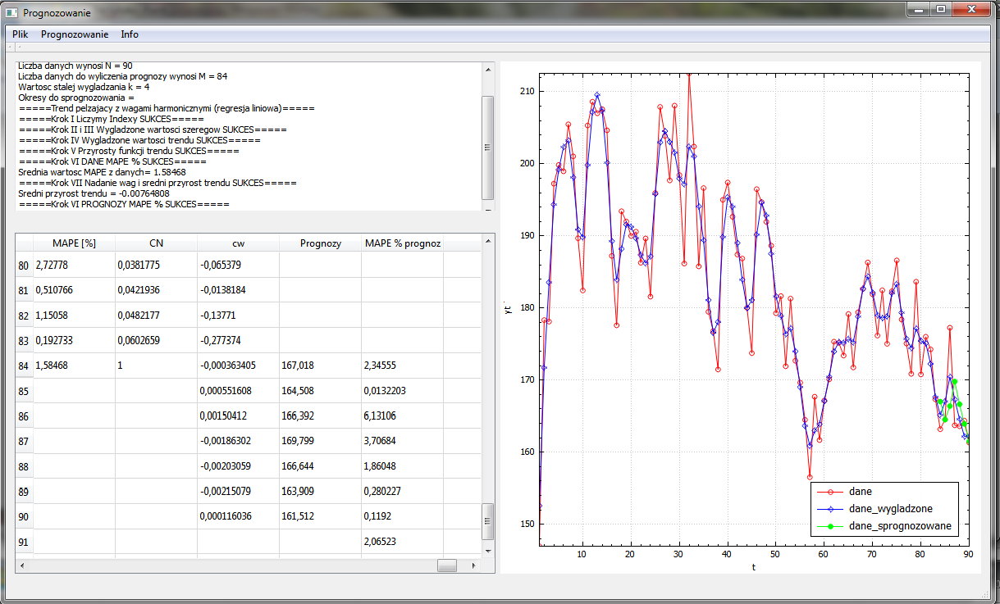 Prognozowanie
Plik Prognozowanie Info
Liczba danych wynosi N = 90
Liczba danych do wyliczenia prognozy wynosi M = 84
Wartosc stalej wygladzania k = 4
Okresy do sprognozowania =
=====Trend pelzajacy z wagami harmonicznymi (regresja liniowa)=====
=====Krok I Liczymy Indexy SUKCES=====
=====Krok II i III Wygladzone wartosci szeregow SUKCES=====
=====Krok IV Wygladzone wartosci trendu SUKCES=====
=====Krok V Przyrosty funkcji trendu SUKCES=====
=====Krok VI DANE MAPE % SUKCES=====
Srednia wartosc MAPE z danych= 1.58468
=====Krok VII Nadanie wag i sredni przyrost trendu SUKCES=====
Sredni przyrost trendu = -0.00764808
=====Krok VI PROGNOZY MAPE % SUKCES=====
MAPE [%] CN cw Prognozy MAPE % prognoz
80 2,72778 0,0381775 -0,065379
81 0,510766 0,0421936 -0,0138184
82 1,15058 0,0482177 -0,13771
83 0,192733 0,0602659 -0,277374
84 1,58468 1 -0,000363405 167,018 2,34555
85 0,000551608 164,508 0,0132203
86 0,00150412 166,392 6,13106
87 -0,00186302 169,799 3,70684
88 -0,00203059 166,644 1,86048
89 -0,00215079 163,909 0,280227
90 0,000116036 161,512 0,1192
91 2,06523
210
200
190
180
170
160
150
yt
10 20 30 40 50 60 70 80 90
t
dane
dane_wygladzone
dane_sprognozowane